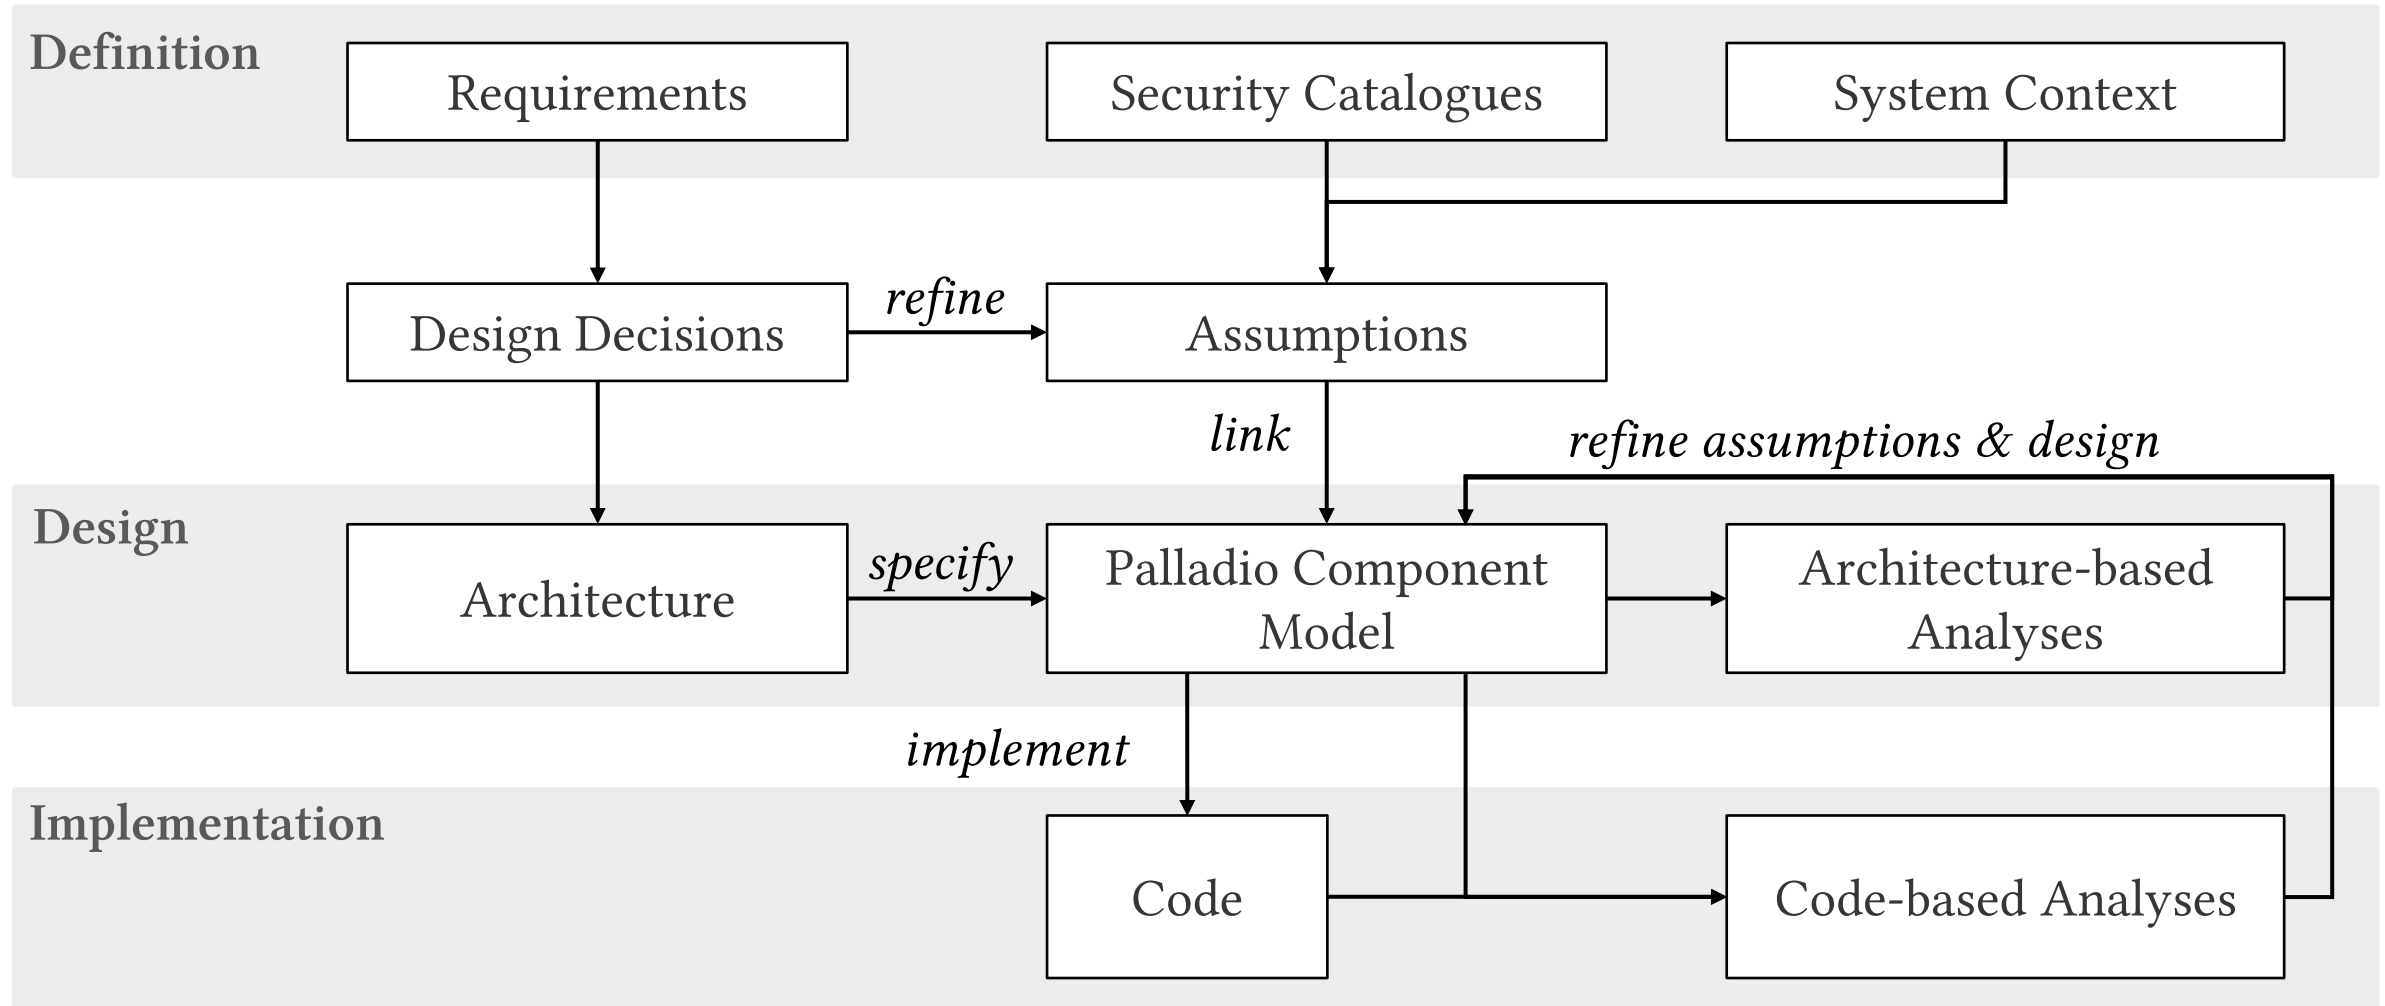 Definition
Requirements
Security Catalogues
System Context
Design Decisions
refine
Assumptions
link
refine assumptions & design
Design
Architecture
specify
Palladio Component
Model
Architecture-based
Analyses
implement
Implementation
Code
Code-based Analyses